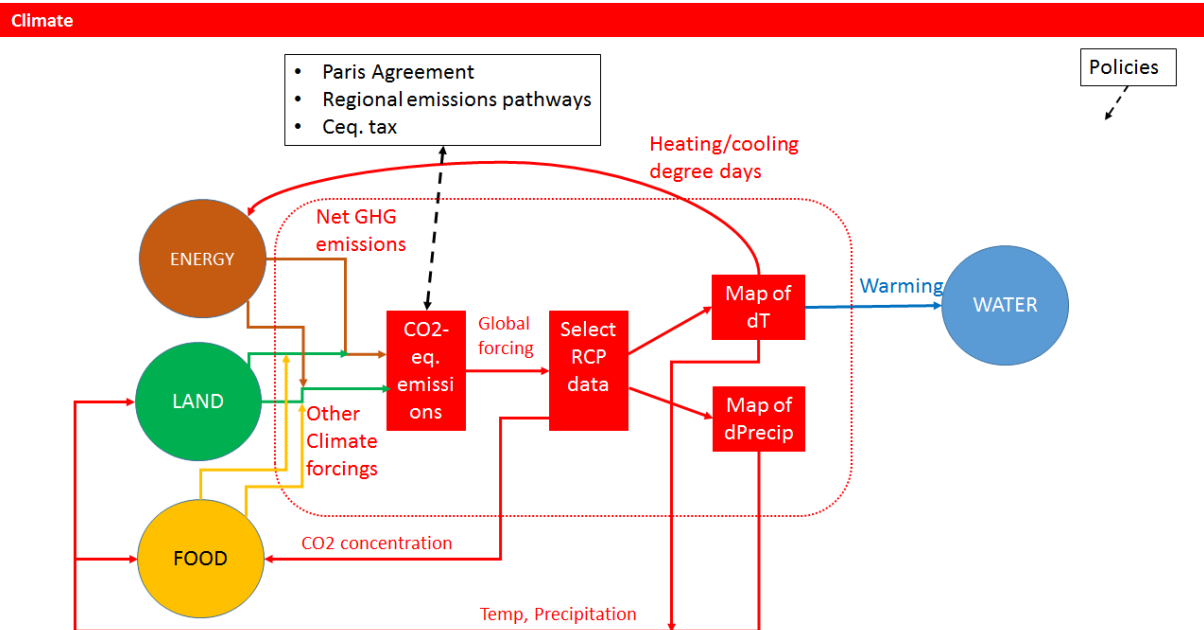 Climate
• Paris Agreement
• Regional emissions pathways
• Ceq. tax
Policies
Heating/cooling
degree days
Net GHG
emissions
ENERGY
Map of
dT
Warming
WATER
CO2-
eq.
emissi
ons
Global
forcing
Select
RCP
data
LAND
Other
Climate
forcings
Map of
dPrecip
FOOD
CO2 concentration
Temp, Precipitation